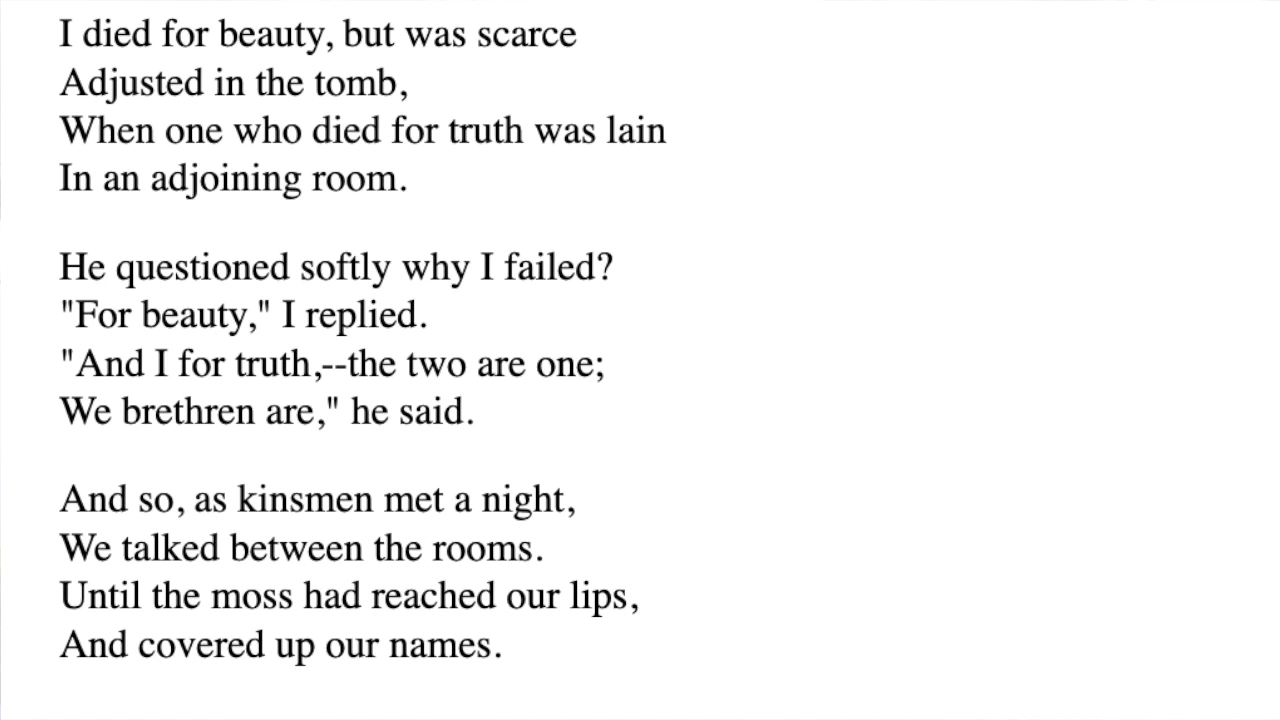 I died for beauty, but was scarce
Adjusted in the tomb,
When one who died for truth was lain
In an adjoining room.
He questioned softly why I failed?
"For beauty," I replied.
"And I for truth,--the two are one;
We brethren are," he said.
And so, as kinsmen met a night,
We talked between the rooms.
Until the moss had reached our lips,
And covered up our names.